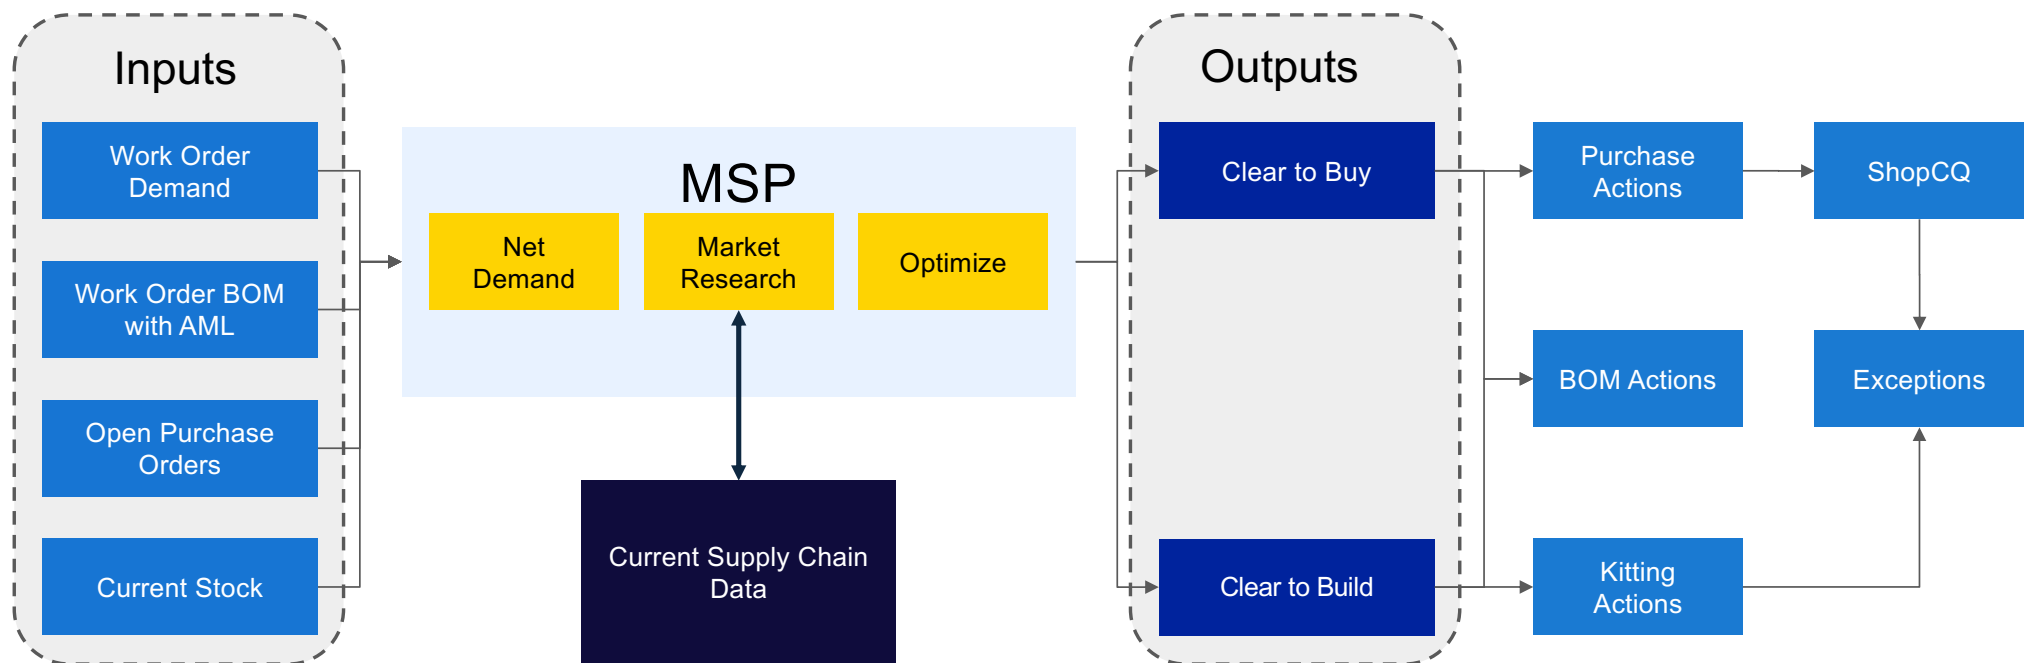 Inputs
Work Order
Demand
Work Order BOM
with AML
Open Purchase
Orders
Current Stock
MSP
Net
Demand
Market
Research
Optimize
Current Supply Chain
Data
Outputs
Clear to Buy
Clear to Build
Purchase
Actions
BOM Actions
Kitting
Actions
ShopCQ
Exceptions